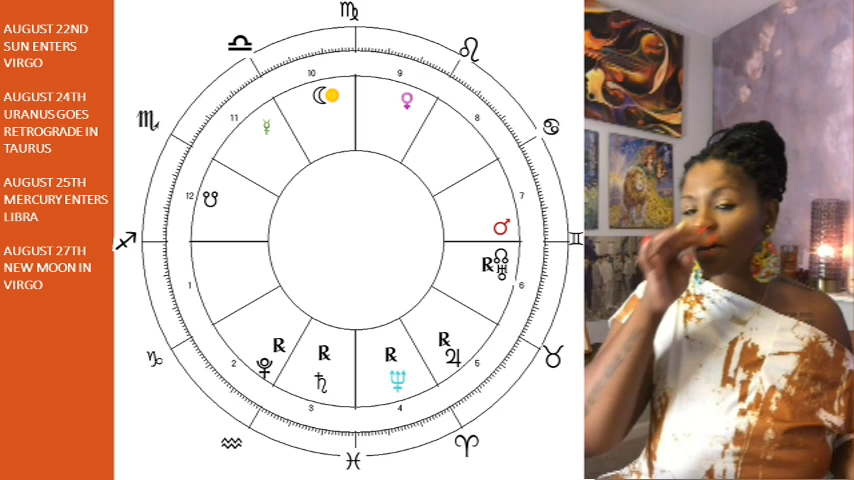 AUGUST 22ND
SUN ENTERS
VIRGO
AUGUST 24TH
URANUS GOES
RETROGRADE IN
TAURUS
AUGUST 25TH
MERCURY ENTERS
LIBRA
AUGUST 27TH
NEW MOON IN
VIRGO
♍
♎ ♌
10 9
☽ ☉ ♀
11 8
☿
♏ ♋
12 7
☋
♂
♐ ♊
℞ ☊
♅
1 6
℞ ℞ ℞ ℞
2 5
♇ ♄ ♆ ♃
♑ ♉
3 4
♒ ♈
♓